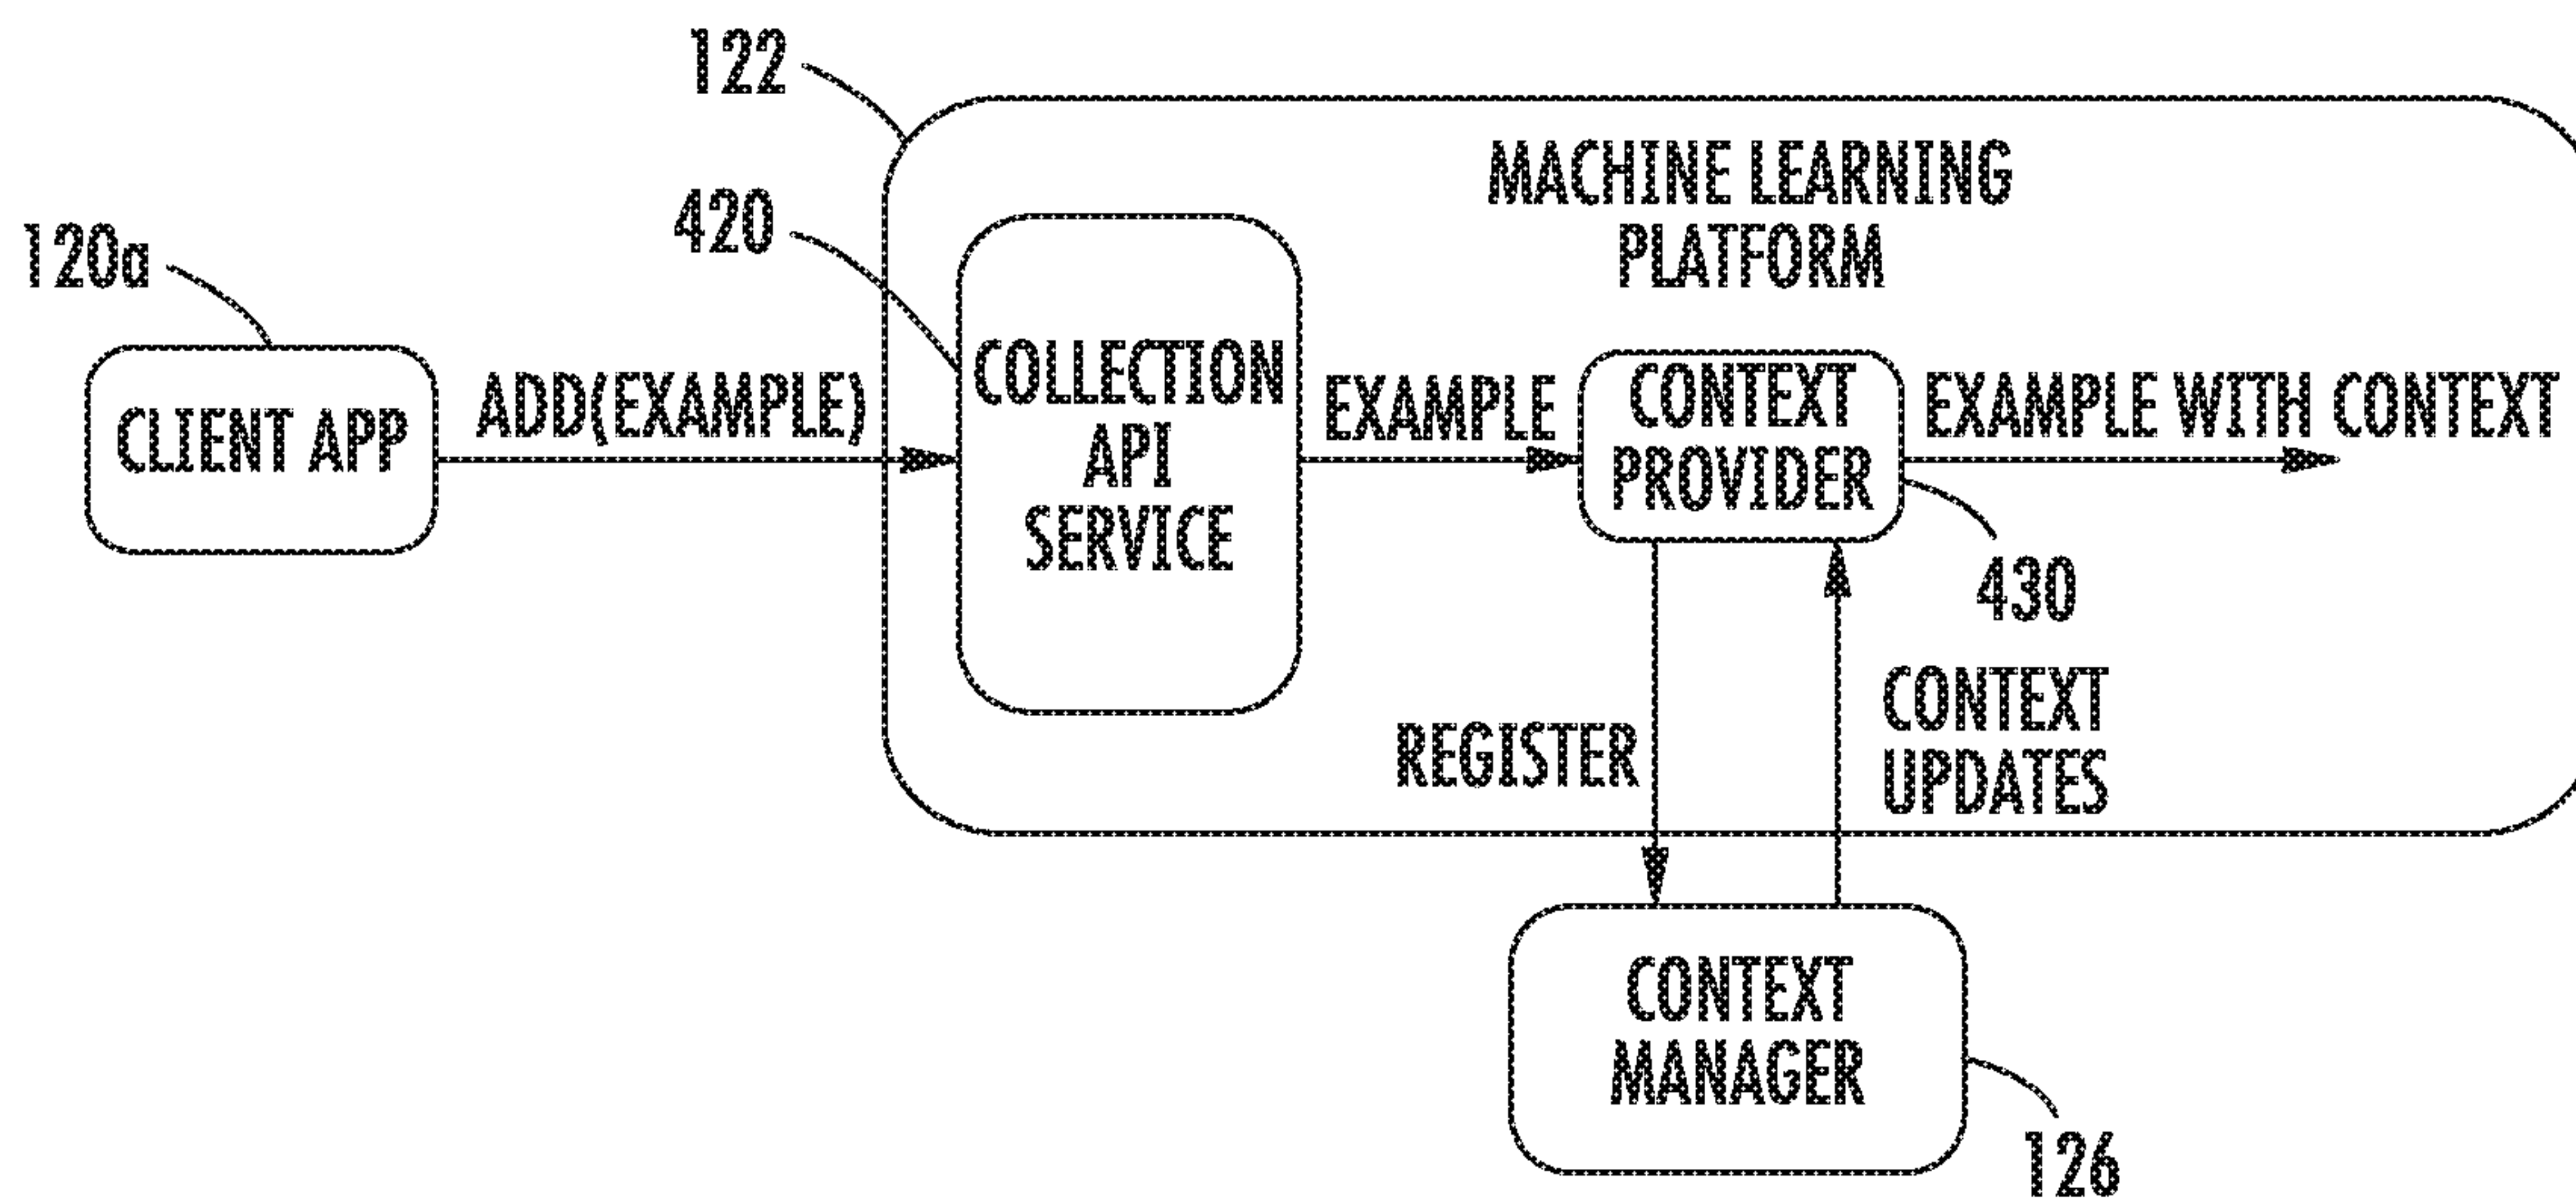 122
MACHINE LEARNING
PLATFORM
420
120a
CLIENT APP
ADD(EXAMPLE)
COLLECTION
API
SERVICE
EXAMPLE
CONTEXT
PROVIDER
EXAMPLE WITH CONTEXT
430
REGISTER
CONTEXT
UPDATES
CONTEXT
MANAGER
126